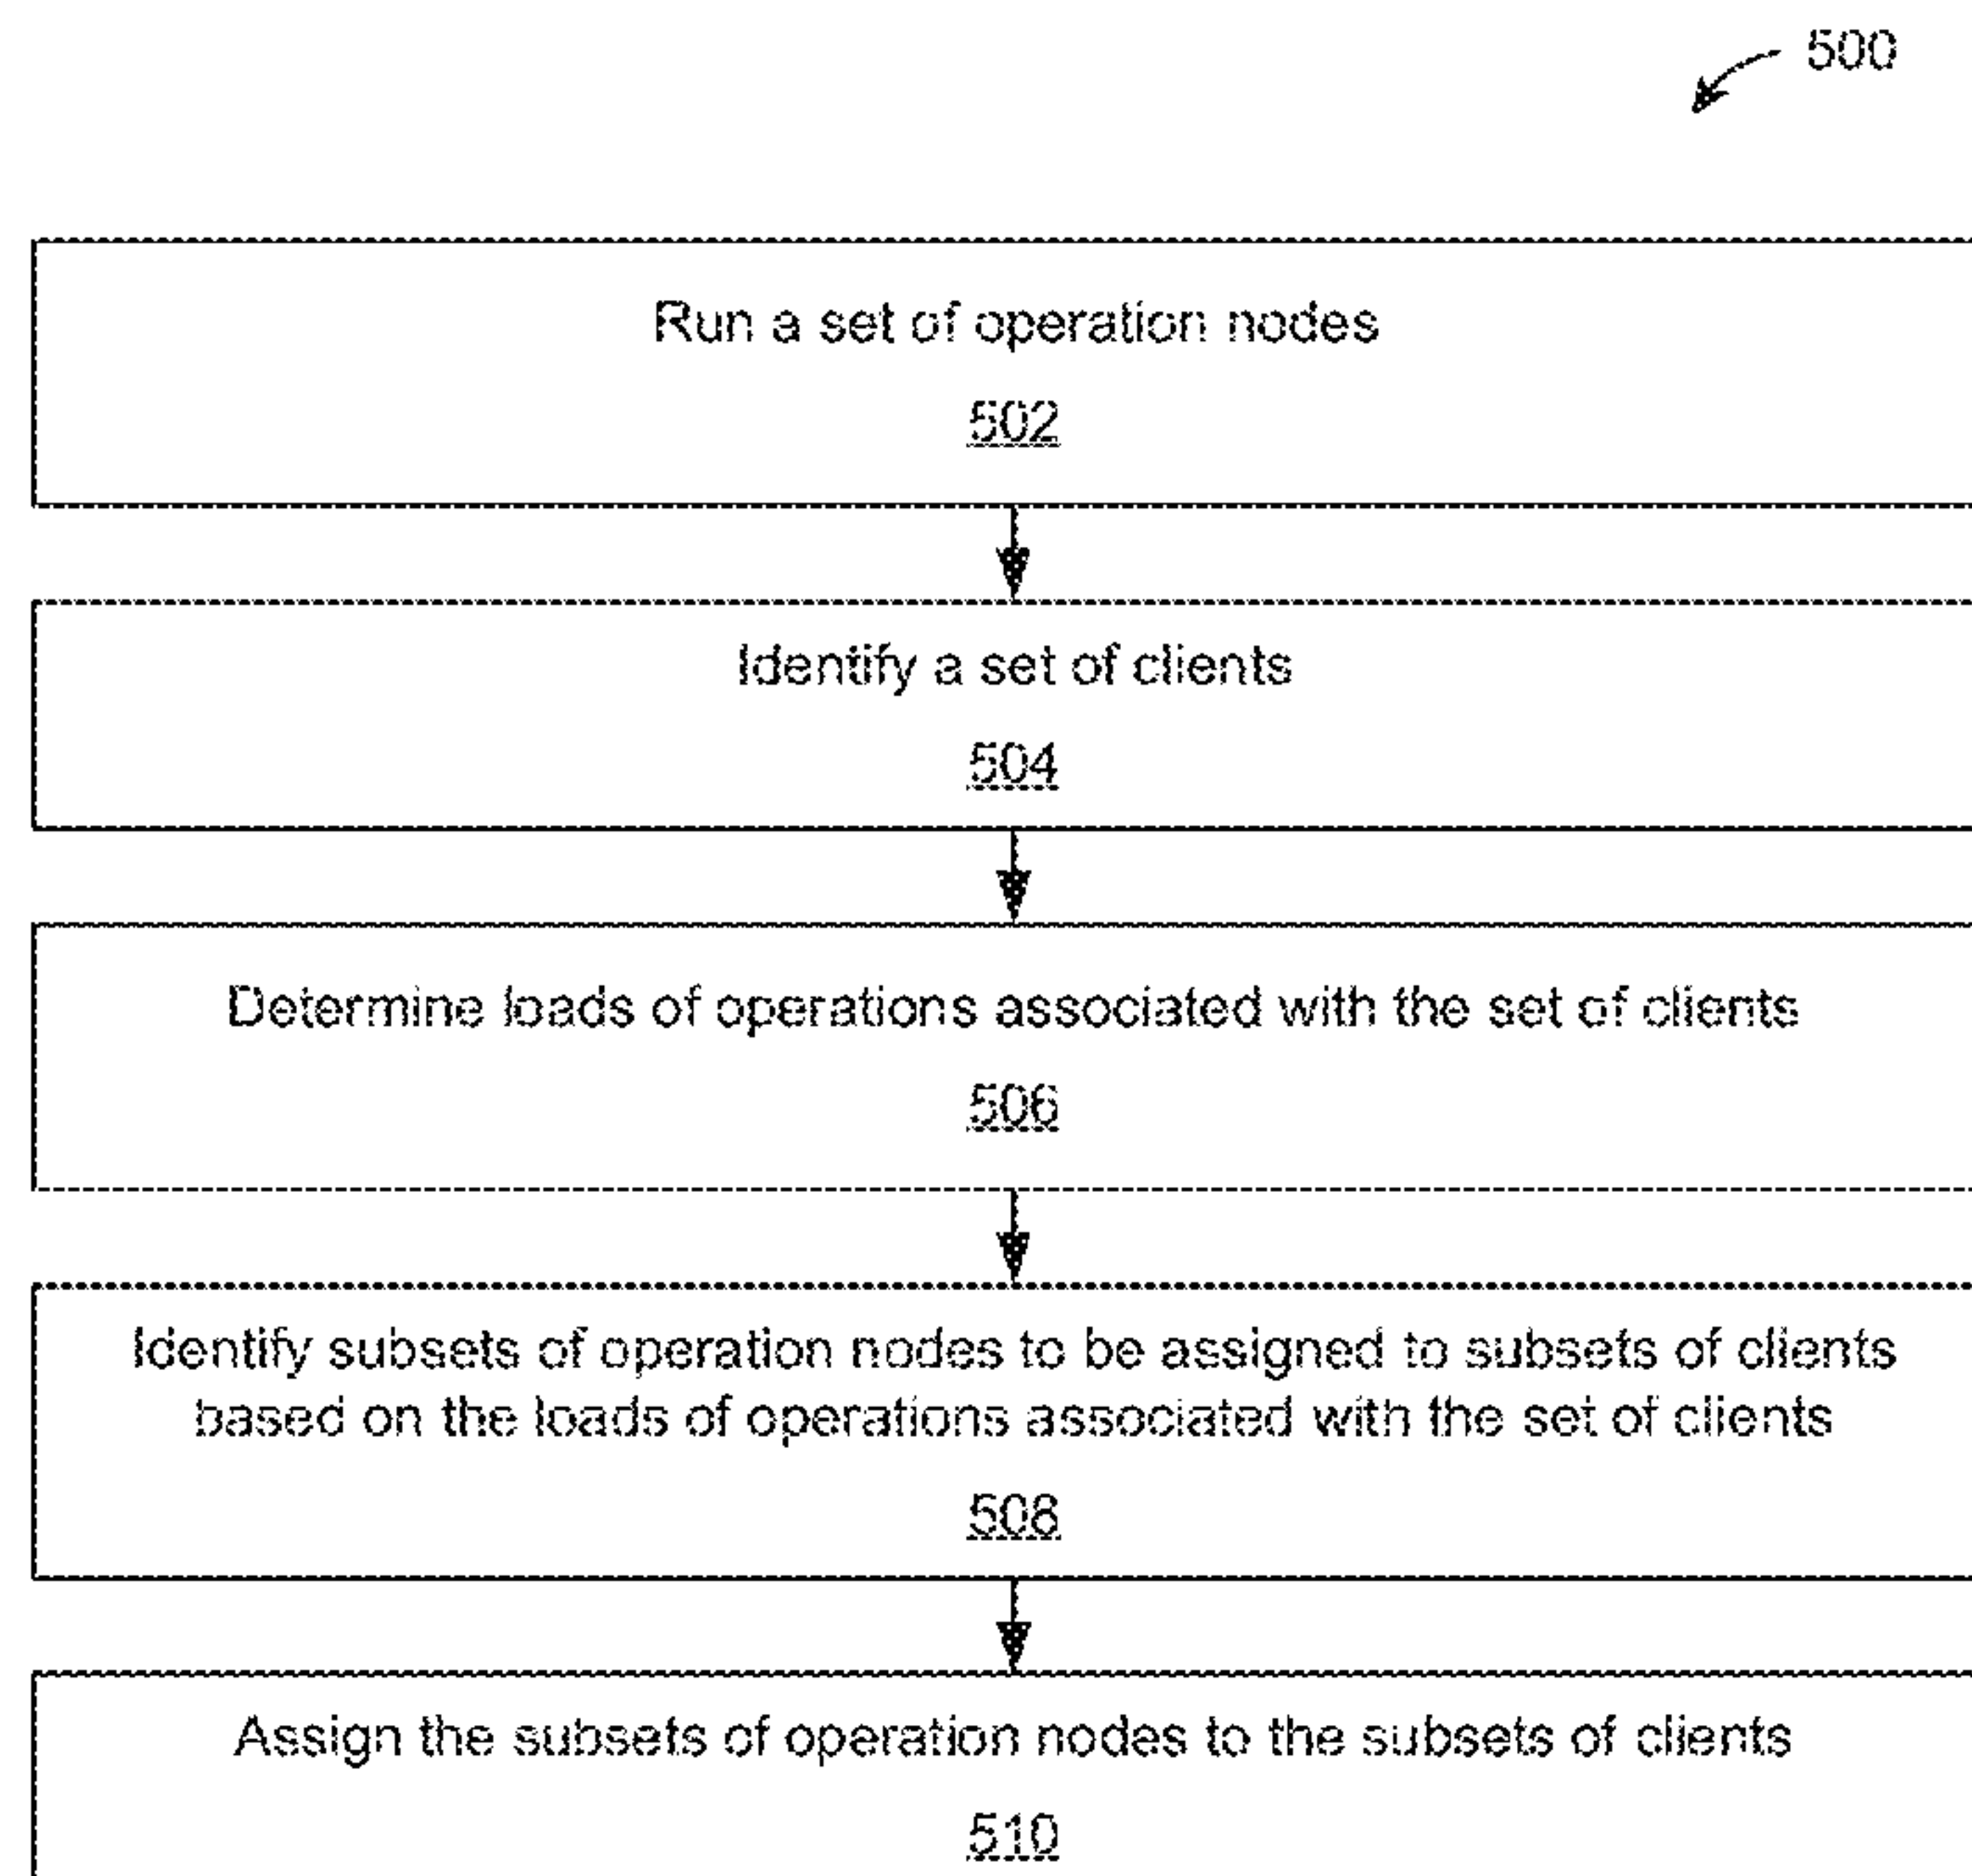 500
Run a set of operation nodes
502
Identify a set of clients
504
Determine loads of operations associated with the set of clients
506
Identify subsets of operation nodes to be assigned to subsets of clients
based on the loads of operations associated with the set of clients
508
Assign the subsets of operation nodes to the subsets of clients
510